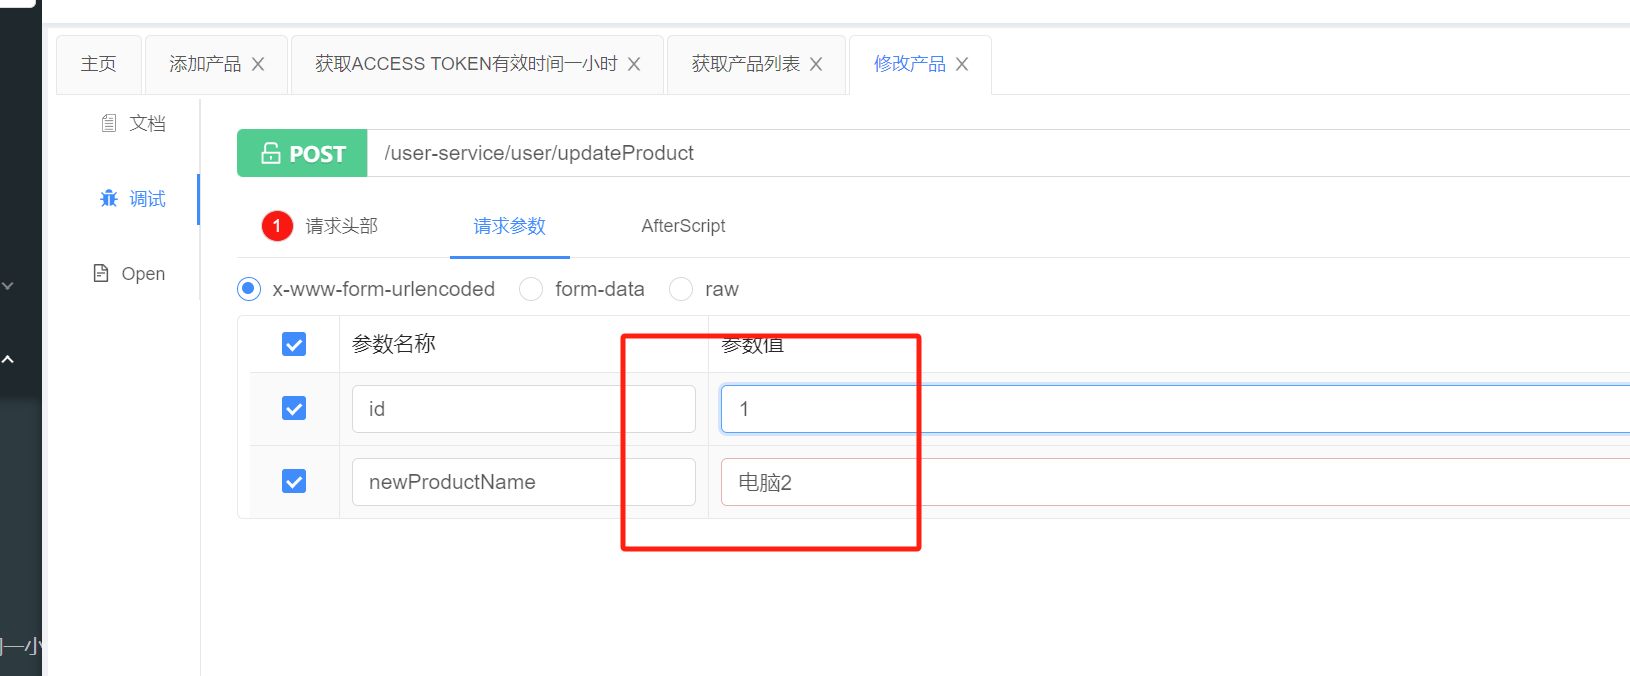 主页 添加产品 获取ACCESS TOKEN有效时间一小时 获取产品列表 修改产品
文档
调试
Open
POST /user-service/user/updateProduct
1 请求头部 请求参数 AfterScript
x-www-form-urlencoded form-data raw
参数名称 参数值
id 1
newProductName 电脑2
一小